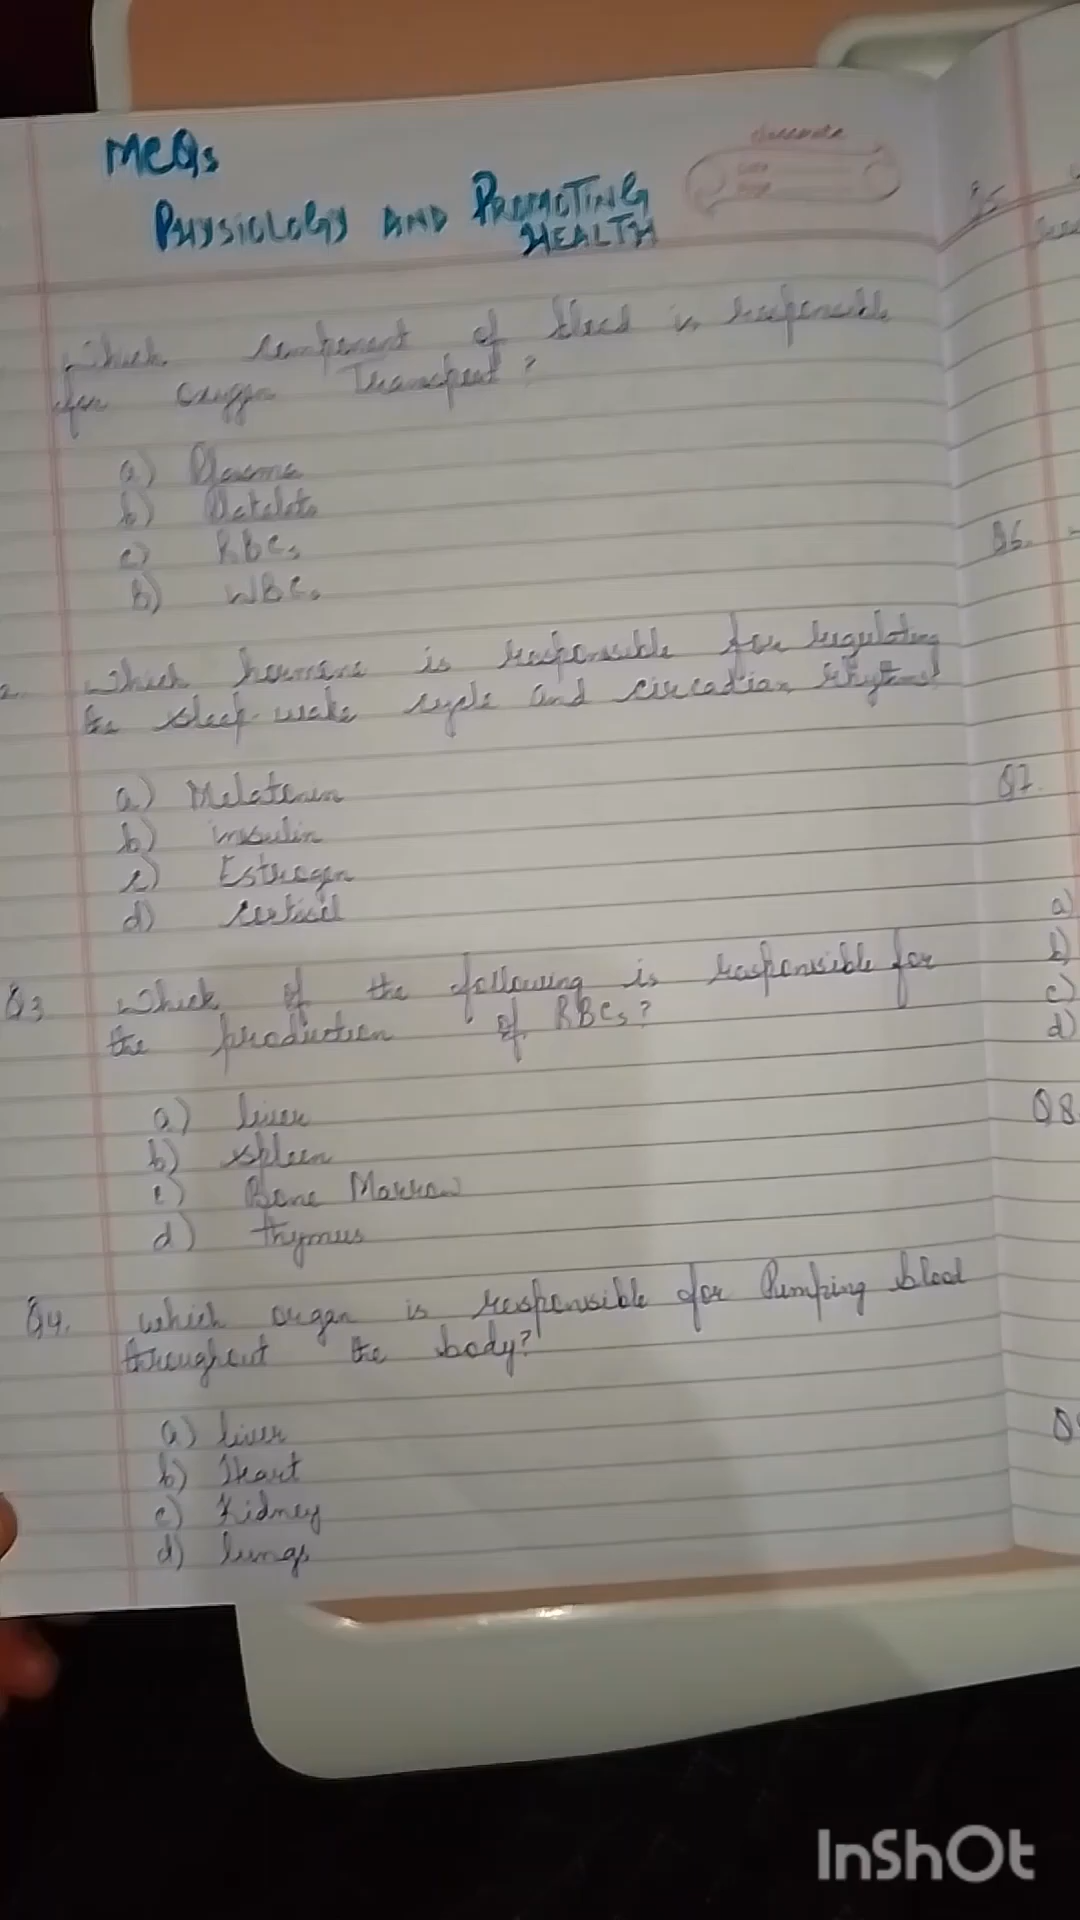 MCQs
classmate
PHYSIOLOGY AND PROMOTING
HEALTH
Which component of blood is responsible
for oxygen Transport?
a) Plasma
b) Platelets
c) RBCs
B) WBCs
2. Which hormone is responsible for regulating
the sleep-wake cycle and circadian rhytms?
a) Melatonin
b) insulin
c) Estrogen
d) cortisol
Q3 Which of the following is responsible for
the production of RBCs?
a) liver
b) spleen
c) Bone Marrow
d) thymus
Q4. which organ is responsible for Pumping blood
throughout the body?
a) liver
b) Heart
c) Kidney
d) lungs
Q5
Q6.
Q7.
a)
b)
c)
d)
Q8
InShOt